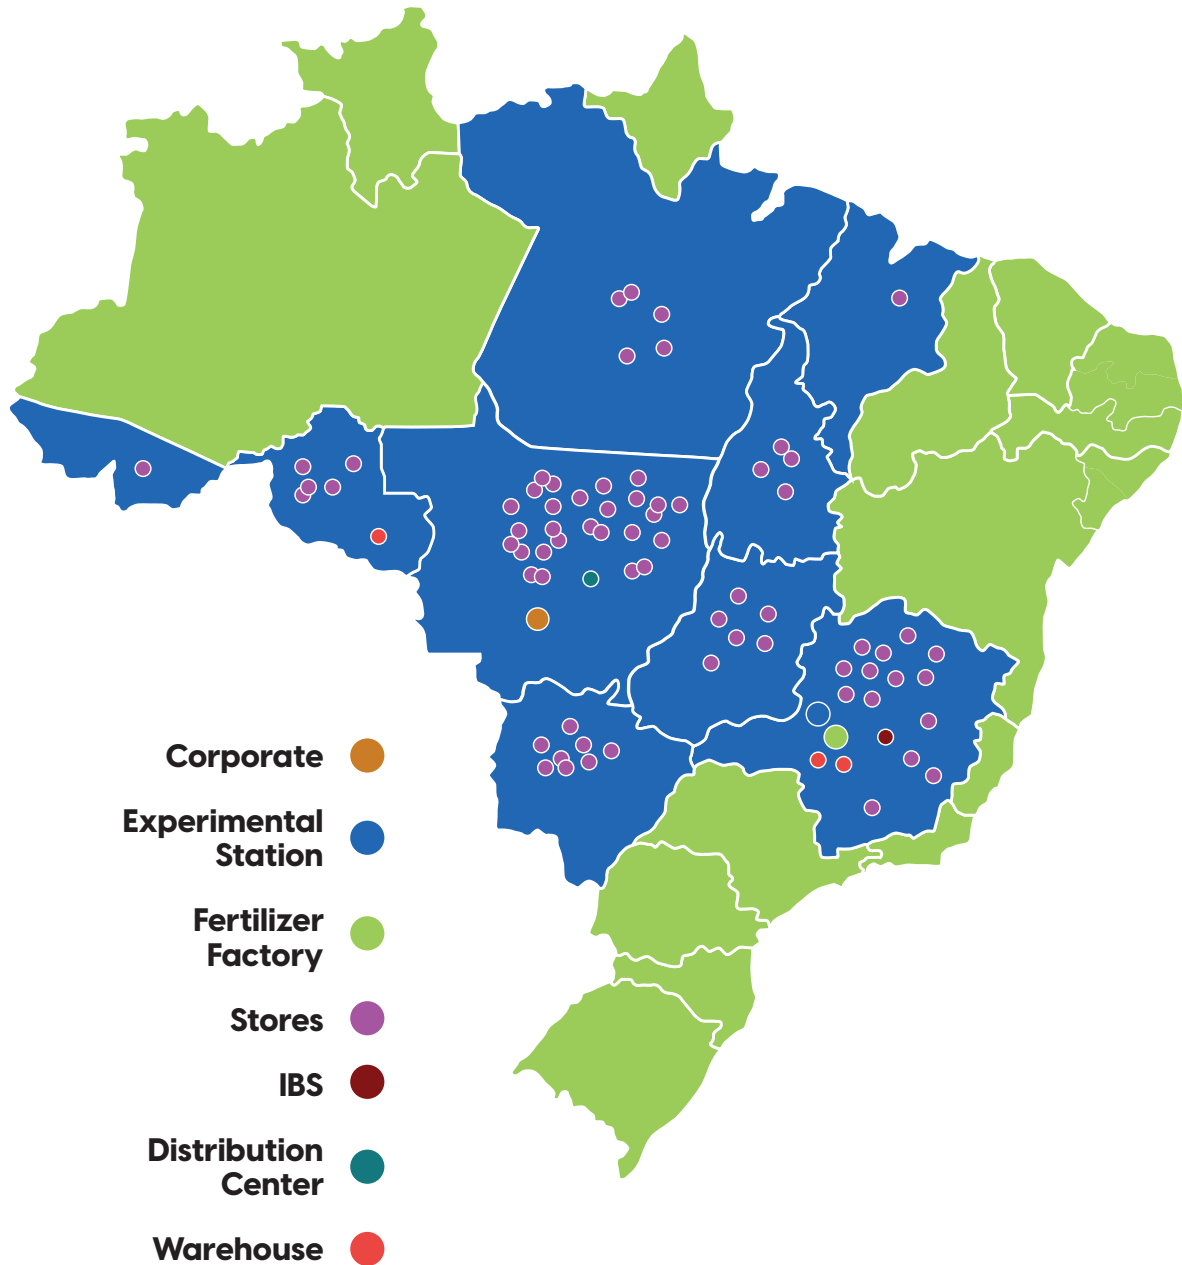 Corporate
Experimental
Station
Fertilizer
Factory
Stores
IBS
Distribution
Center
Warehouse